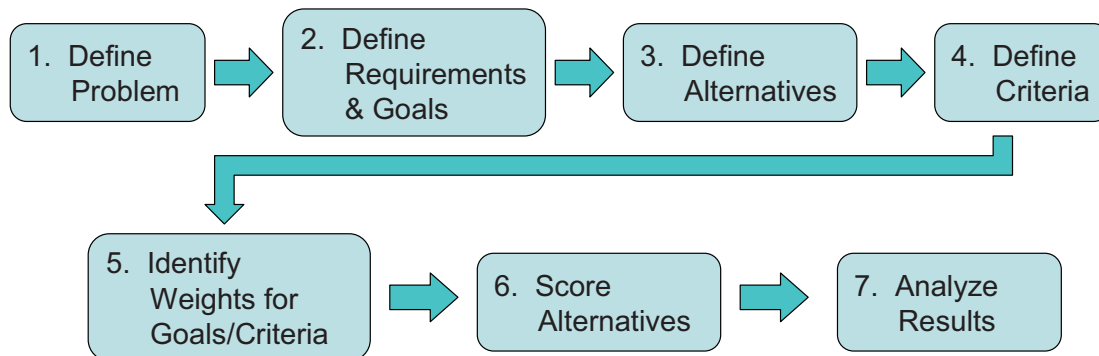 1. Define
Problem
2. Define
Requirements
& Goals
3. Define
Alternatives
4. Define
Criteria
5. Identify
Weights for
Goals/Criteria
6. Score
Alternatives
7. Analyze
Results